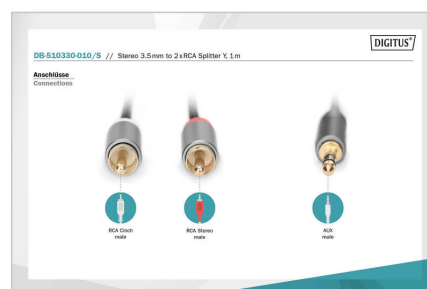 DIGITUS®
DB-510330-010/S // Stereo 3.5mm to 2xRCA Splitter Y, 1m
Anschlüsse
Connections
RCA Cinch
male
RCA Stereo
male
AUX
male